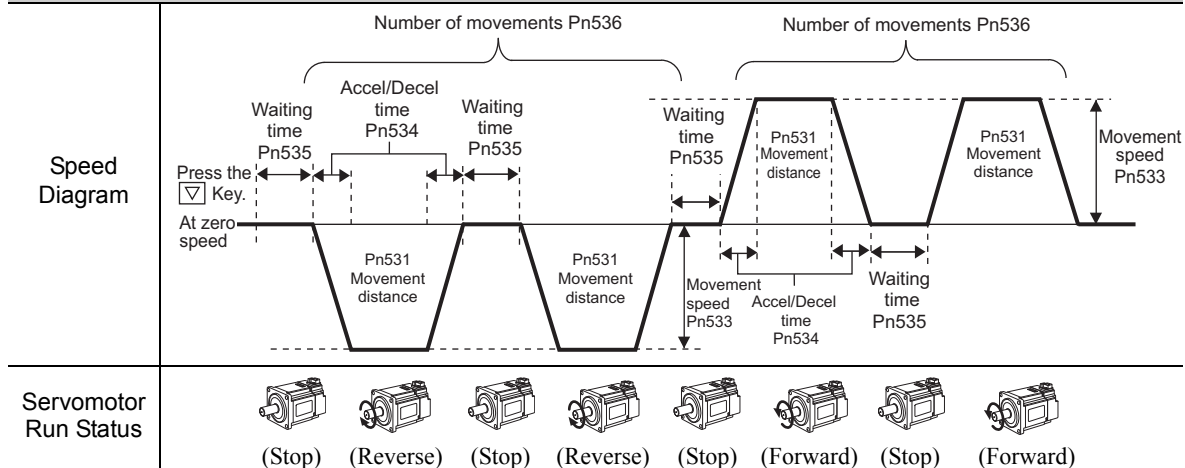 Number of movements Pn536
Number of movements Pn536
Speed
Diagram
Waiting
time
Pn535
Accel/Decel
time
Pn534
Waiting
time
Pn535
Waiting
time
Pn535
Press the
▽ Key.
At zero
speed
Pn531
Movement
distance
Pn531
Movement
distance
Pn531
Movement
distance
Pn531
Movement
distance
Movement
speed
Pn533
Movement
speed
Pn533
Accel/Decel
time
Pn534
Waiting
time
Pn535
Servomotor
Run Status
(Stop) (Reverse) (Stop) (Reverse) (Stop) (Forward) (Stop) (Forward)